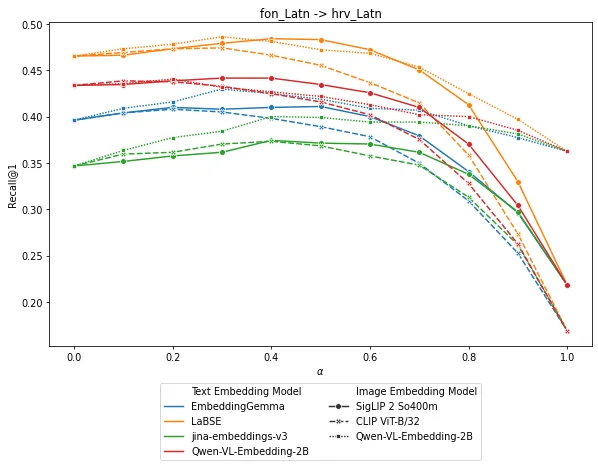 fon_Latn -> hrv_Latn
Recall@1
0.50
0.45
0.40
0.35
0.30
0.25
0.20
0.0 0.2 0.4 0.6 0.8 1.0
α
Text Embedding Model
EmbeddingGemma
LaBSE
jina-embeddings-v3
Qwen-VL-Embedding-2B
Image Embedding Model
SigLIP 2 So400m
CLIP ViT-B/32
Qwen-VL-Embedding-2B